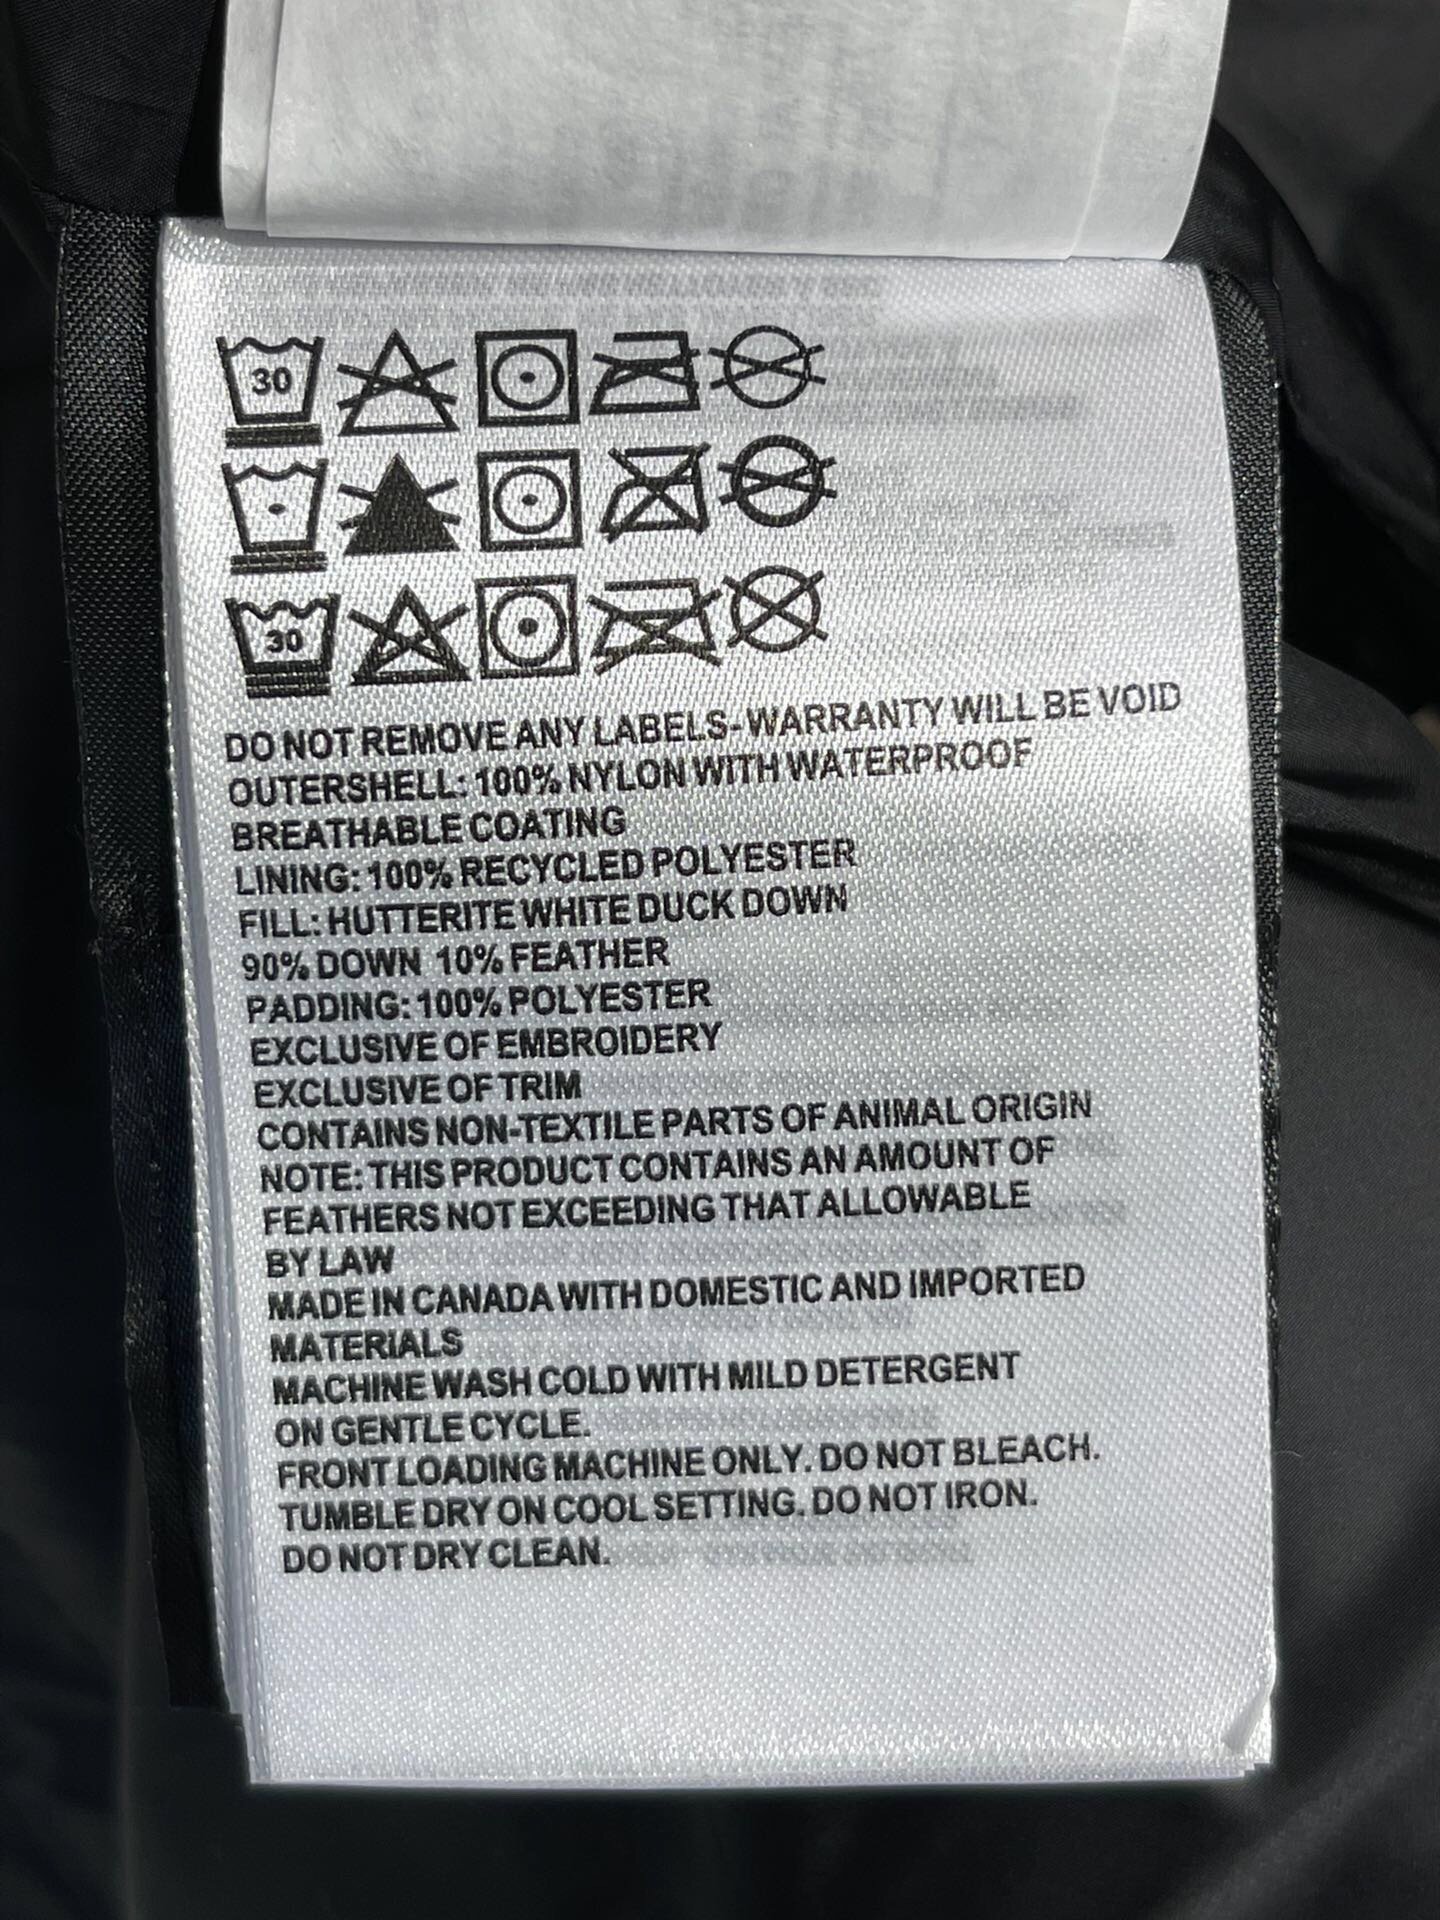 30
30
DO NOT REMOVE ANY LABELS-WARRANTY WILL BE VOID
OUTERSHELL: 100% NYLON WITH WATERPROOF
BREATHABLE COATING
LINING: 100% RECYCLED POLYESTER
FILL: HUTTERITE WHITE DUCK DOWN
90% DOWN 10% FEATHER
PADDING: 100% POLYESTER
EXCLUSIVE OF EMBROIDERY
EXCLUSIVE OF TRIM
CONTAINS NON-TEXTILE PARTS OF ANIMAL ORIGIN
NOTE: THIS PRODUCT CONTAINS AN AMOUNT OF
FEATHERS NOT EXCEEDING THAT ALLOWABLE
BY LAW
MADE IN CANADA WITH DOMESTIC AND IMPORTED
MATERIALS
MACHINE WASH COLD WITH MILD DETERGENT
ON GENTLE CYCLE.
FRONT LOADING MACHINE ONLY. DO NOT BLEACH.
TUMBLE DRY ON COOL SETTING. DO NOT IRON.
DO NOT DRY CLEAN.